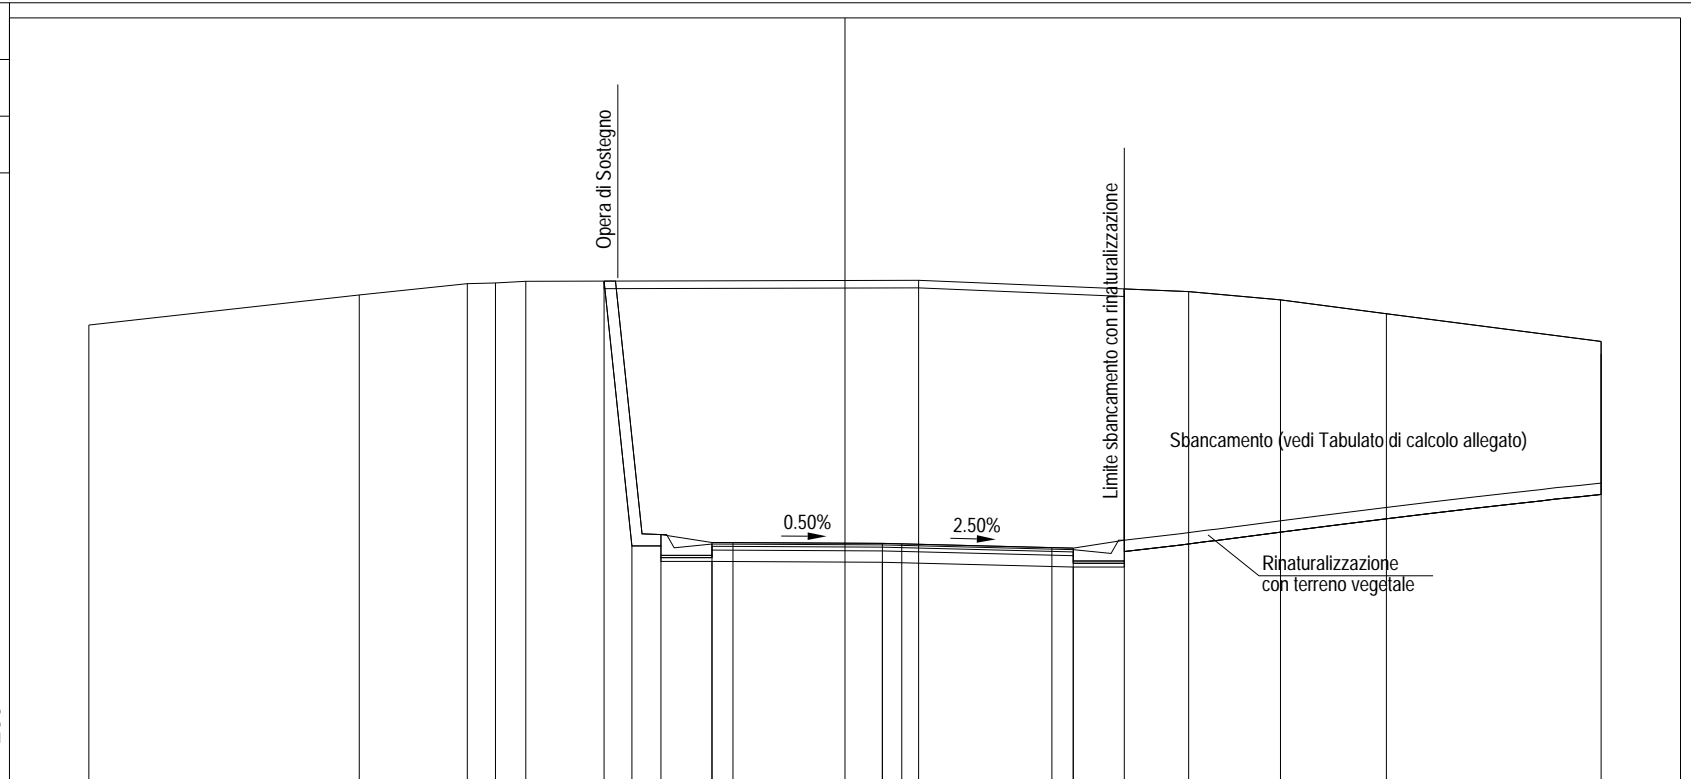 Opera di Sostegno
Limite sbancamento con rinaturalizzazione
Sbancamento (vedi Tabulato di calcolo allegato)
0.50%
2.50%
Rinaturalizzazione
con terreno vegetale